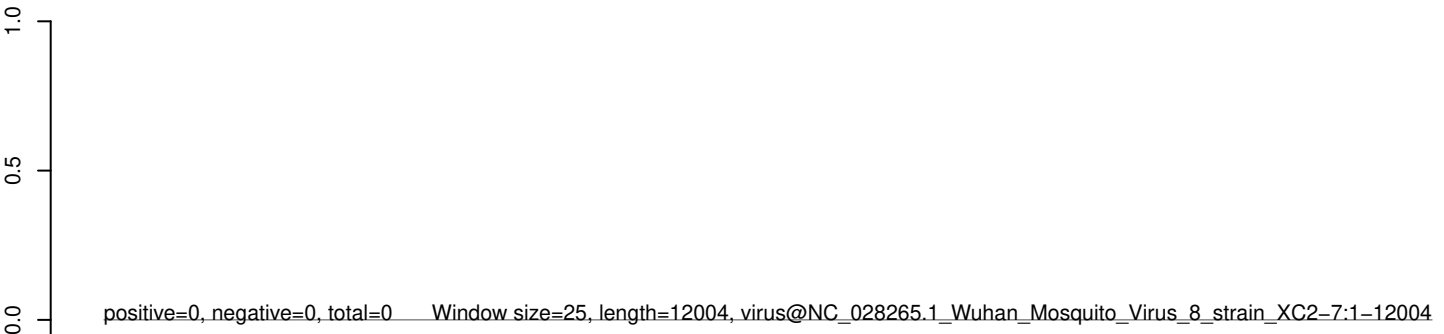 1.0
0.5
0.0
positive=0, negative=0, total=0 Window size=25, length=12004, virus@NC_028265.1_Wuhan_Mosquito_Virus_8_strain_XC2−7:1−12004